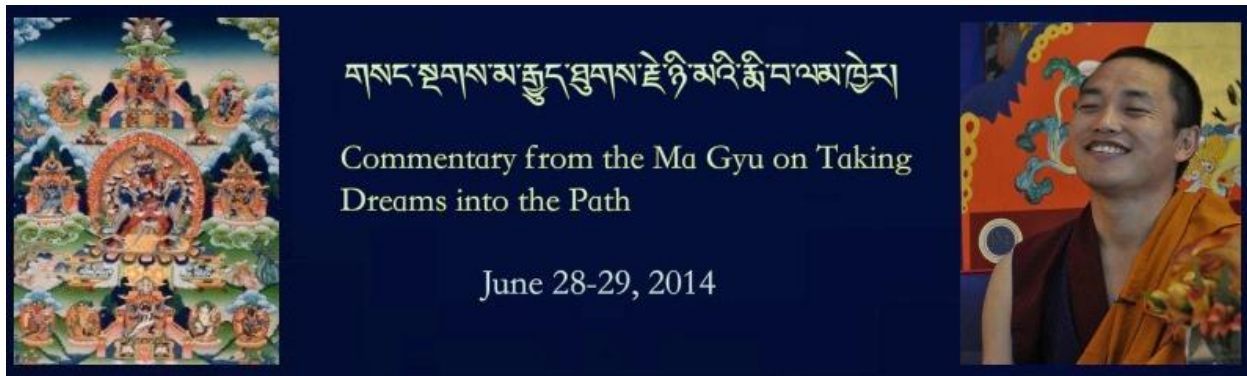 གསང་སྔགས་མ་རྒྱུད་ཐུགས་རྗེ་ཉི་མའི་རྨི་བ་ལམ་ཁྱེར།
Commentary from the Ma Gyu on Taking
Dreams into the Path
June 28-29, 2014